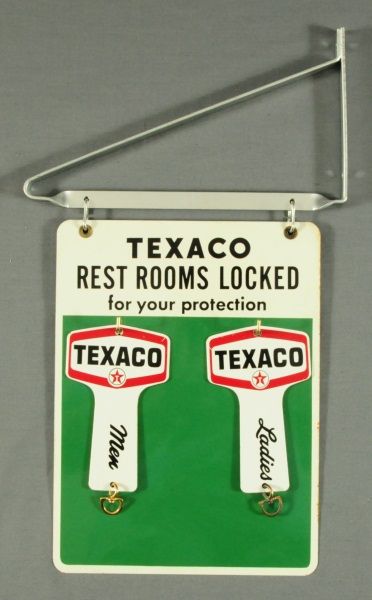 TEXACO
REST ROOMS LOCKED
for your protection
TEXACO
T
Men
TEXACO
T
Ladies